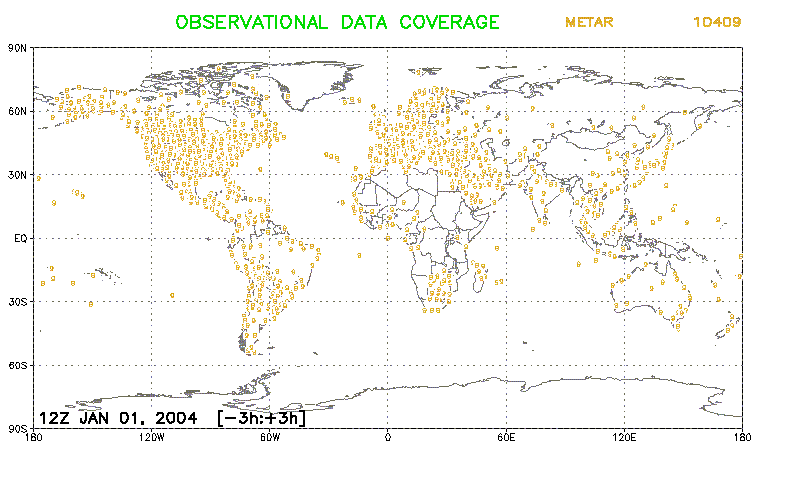 OBSERVATIONAL DATA COVERAGE METAR 10409
90N
60N
30N
EQ
30S
60S
12Z JAN 01, 2004 [-3h:+3h]
90S
180 120W 60W 0 60E 120E 180